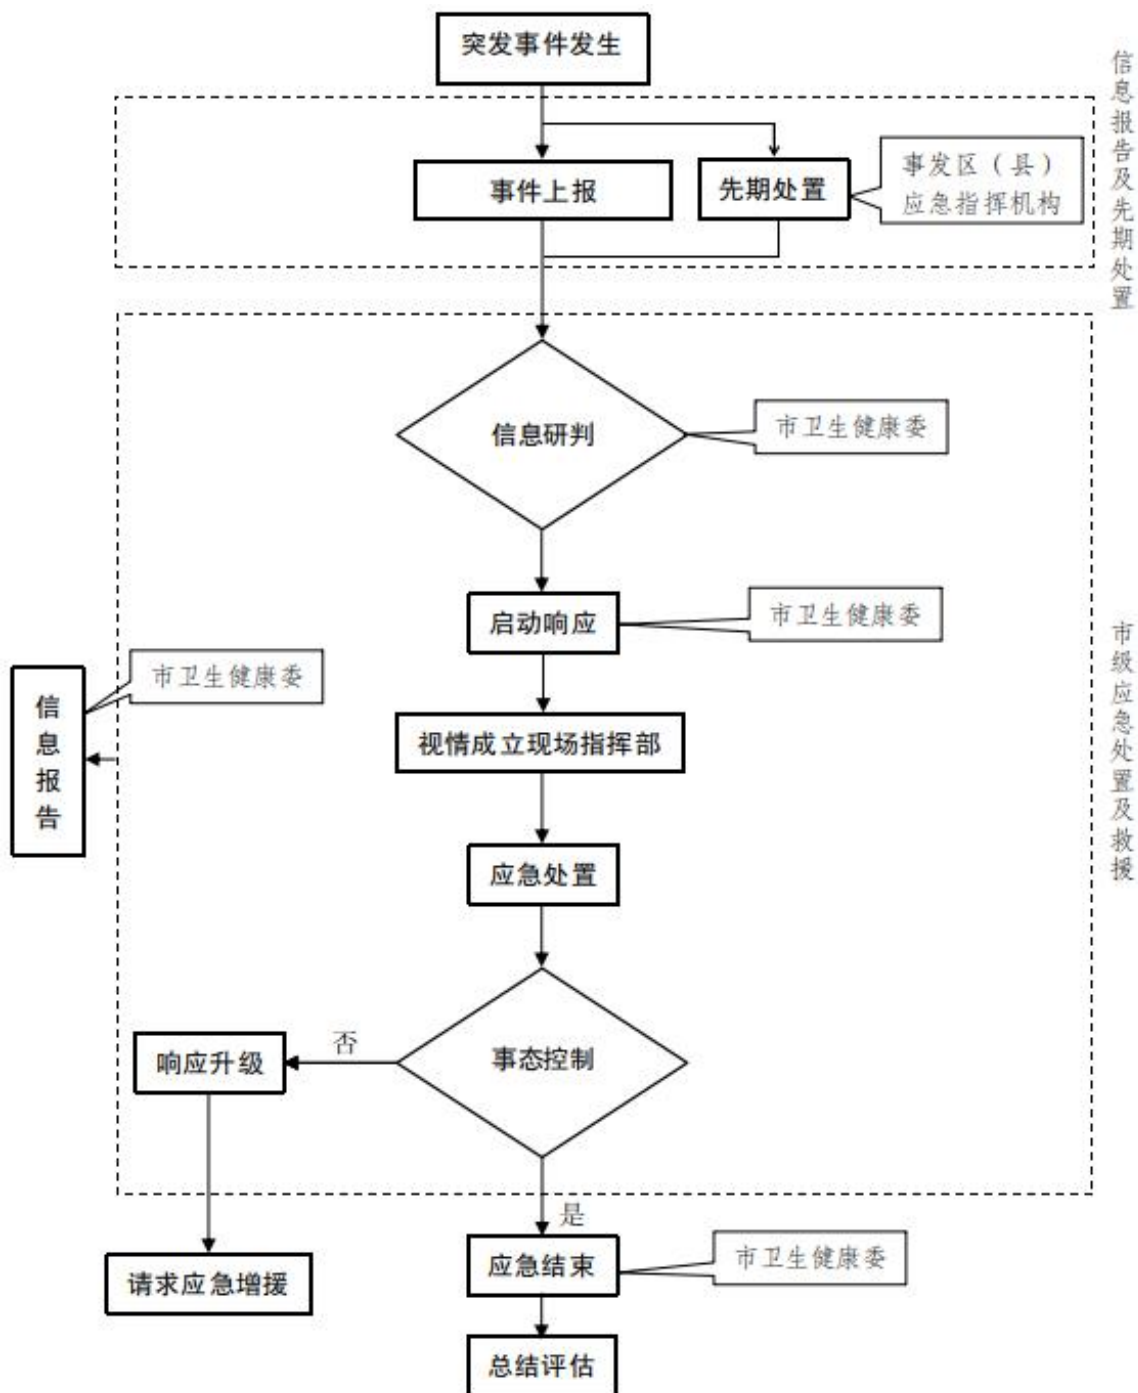 突发事件发生
信息报告及先期处置
事件上报
先期处置
事发区（县）
应急指挥机构
信息研判
市卫生健康委
启动响应
市卫生健康委
市级应急处置及救援
市卫生健康委
信息报告
视情成立现场指挥部
应急处置
事态控制
否
响应升级
是
请求应急增援
应急结束
市卫生健康委
总结评估